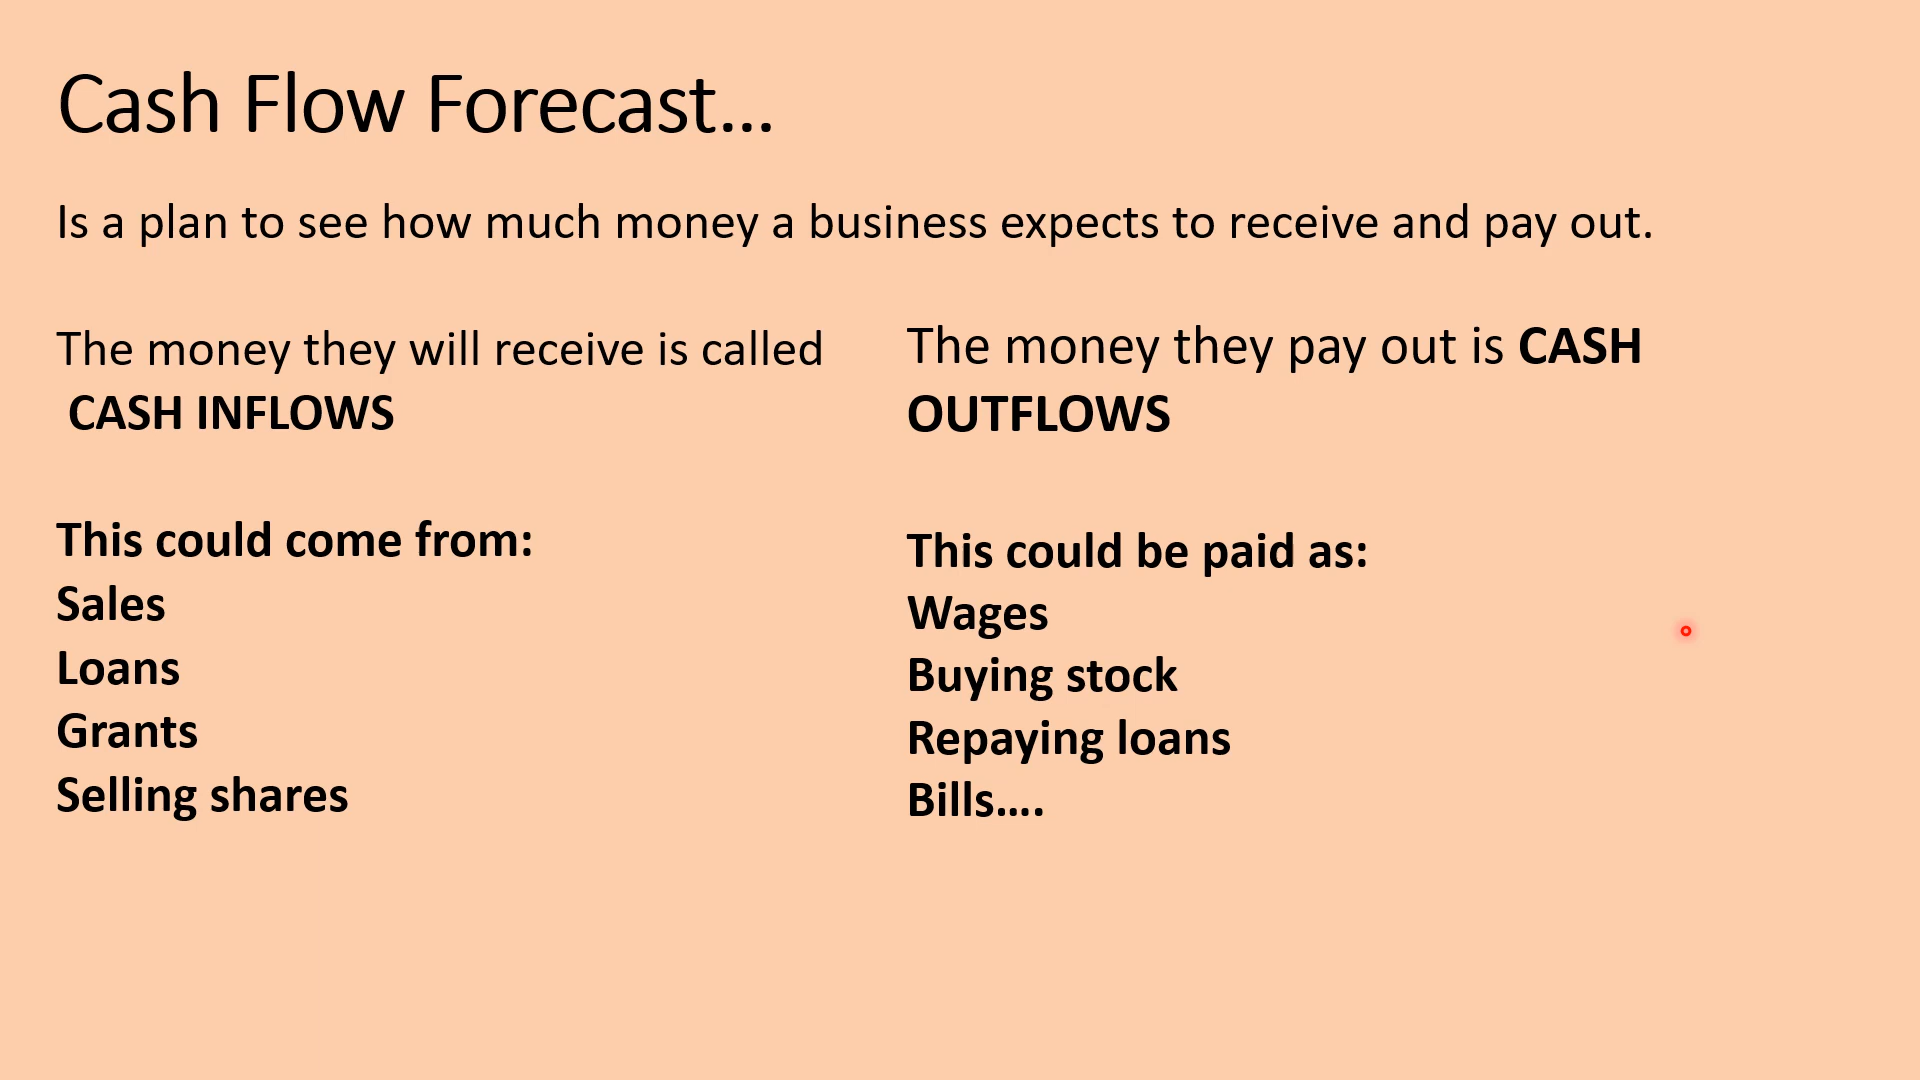 Cash Flow Forecast...
Is a plan to see how much money a business expects to receive and pay out.
The money they will receive is called
CASH INFLOWS
This could come from:
Sales
Loans
Grants
Selling shares
The money they pay out is CASH
OUTFLOWS
This could be paid as:
Wages
Buying stock
Repaying loans
Bills....